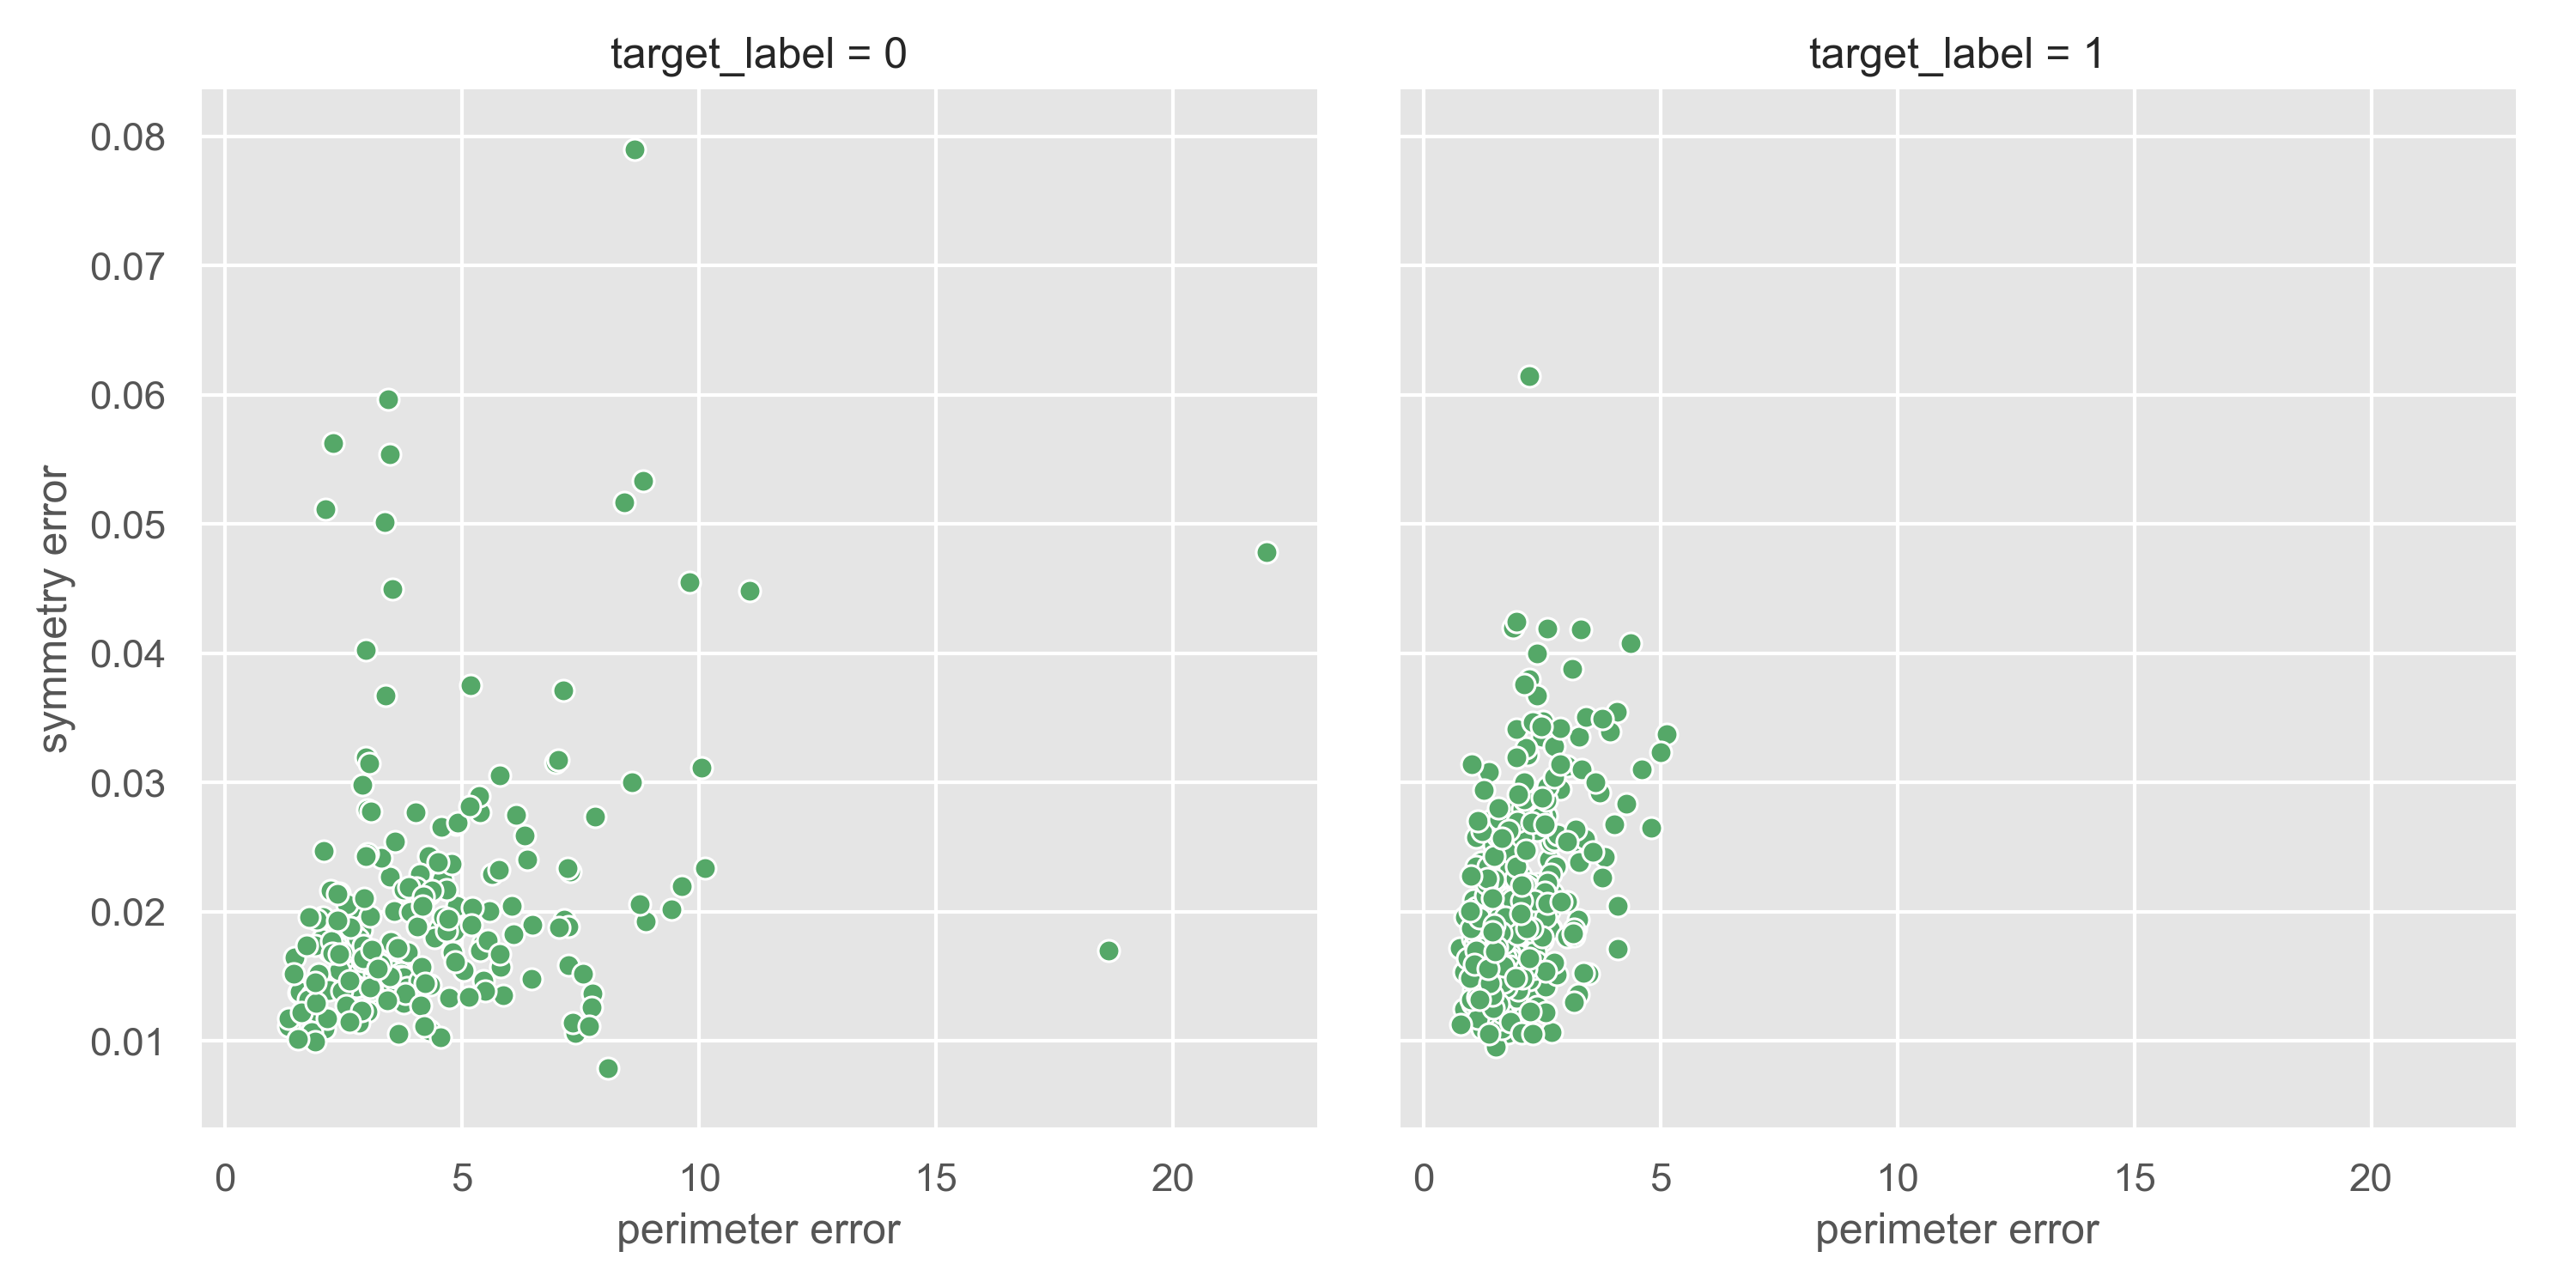 target_label = 0
target_label = 1
0.08
0.07
0.06
0.05
0.04
0.03
0.02
0.01
symmetry error
0 5 10 15 20
0 5 10 15 20
perimeter error
perimeter error